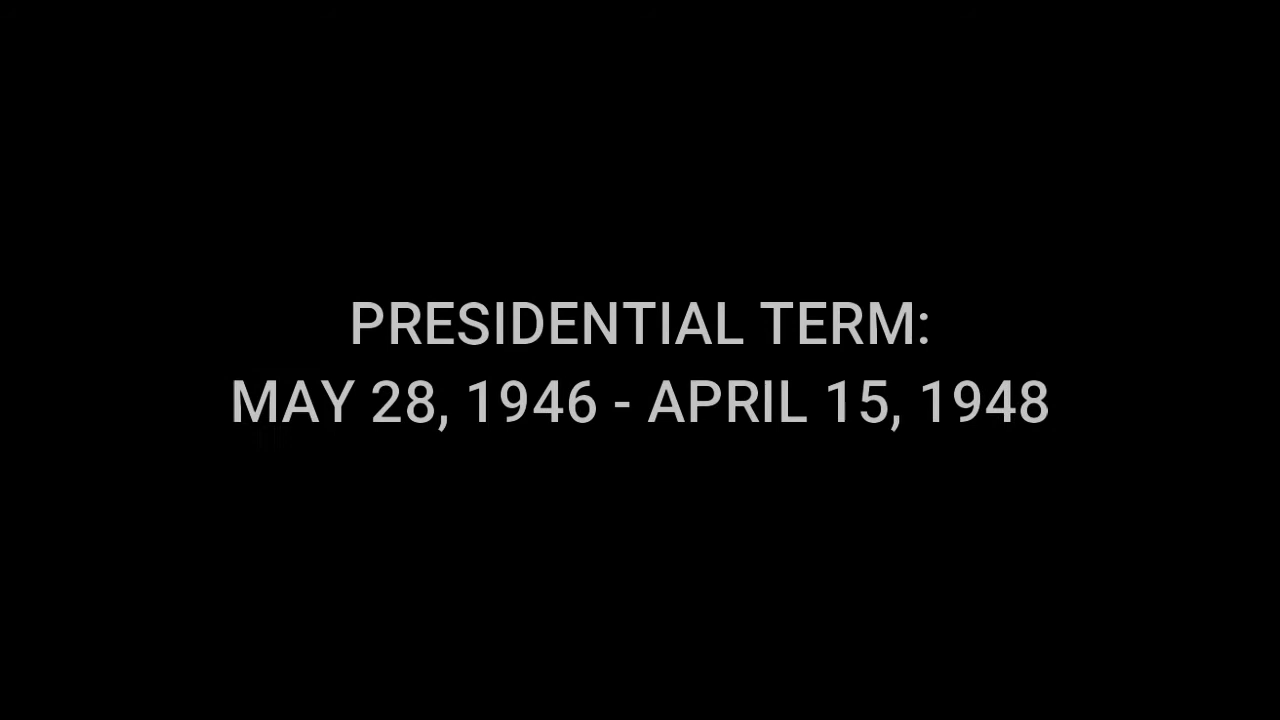 PRESIDENTIAL TERM:
MAY 28, 1946 - APRIL 15, 1948